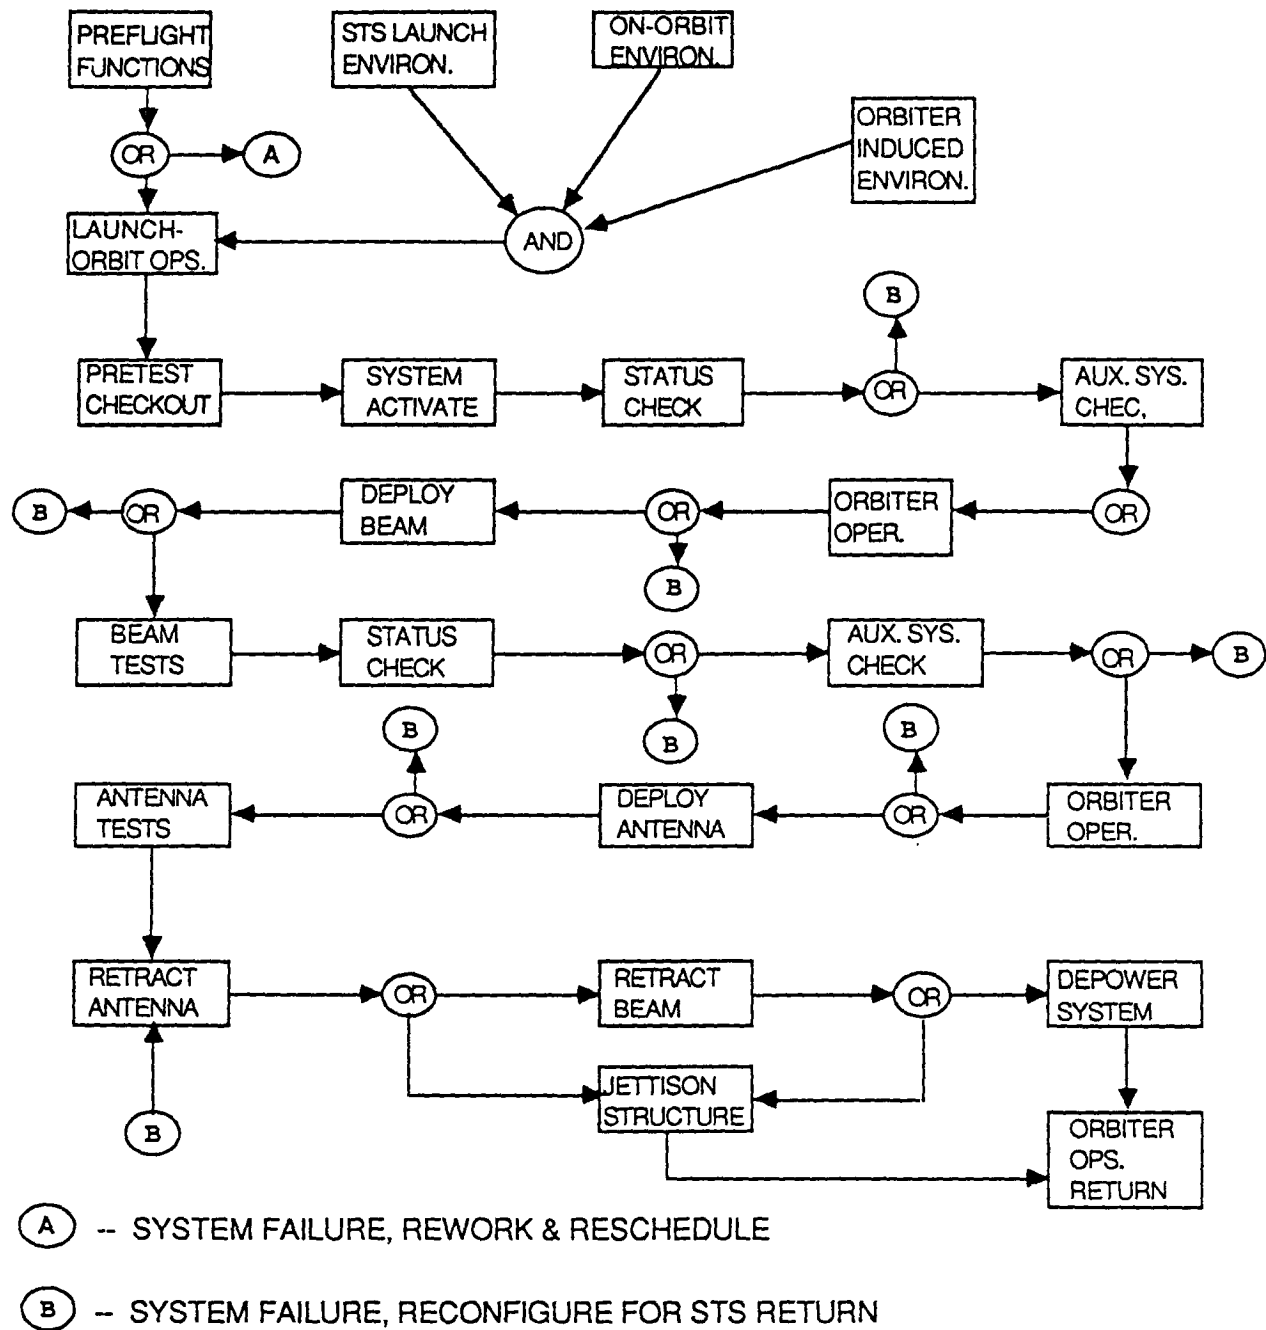 PREFLIGHT
FUNCTIONS
STS LAUNCH
ENVIRON.
ON-ORBIT
ENVIRON.
ORBITER
INDUCED
ENVIRON.
OR
A
LAUNCH-
ORBIT OPS.
AND
B
PRETEST
CHECKOUT
SYSTEM
ACTIVATE
STATUS
CHECK
OR
AUX. SYS.
CHEC,
B
OR
DEPLOY
BEAM
OR
ORBITER
OPER.
OR
B
BEAM
TESTS
STATUS
CHECK
OR
AUX. SYS.
CHECK
OR
B
B
B
B
ANTENNA
TESTS
OR
DEPLOY
ANTENNA
OR
ORBITER
OPER.
RETRACT
ANTENNA
OR
RETRACT
BEAM
OR
DEPOWER
SYSTEM
JETTISON
STRUCTURE
B
ORBITER
OPS.
RETURN
A -- SYSTEM FAILURE, REWORK & RESCHEDULE
B -- SYSTEM FAILURE, RECONFIGURE FOR STS RETURN